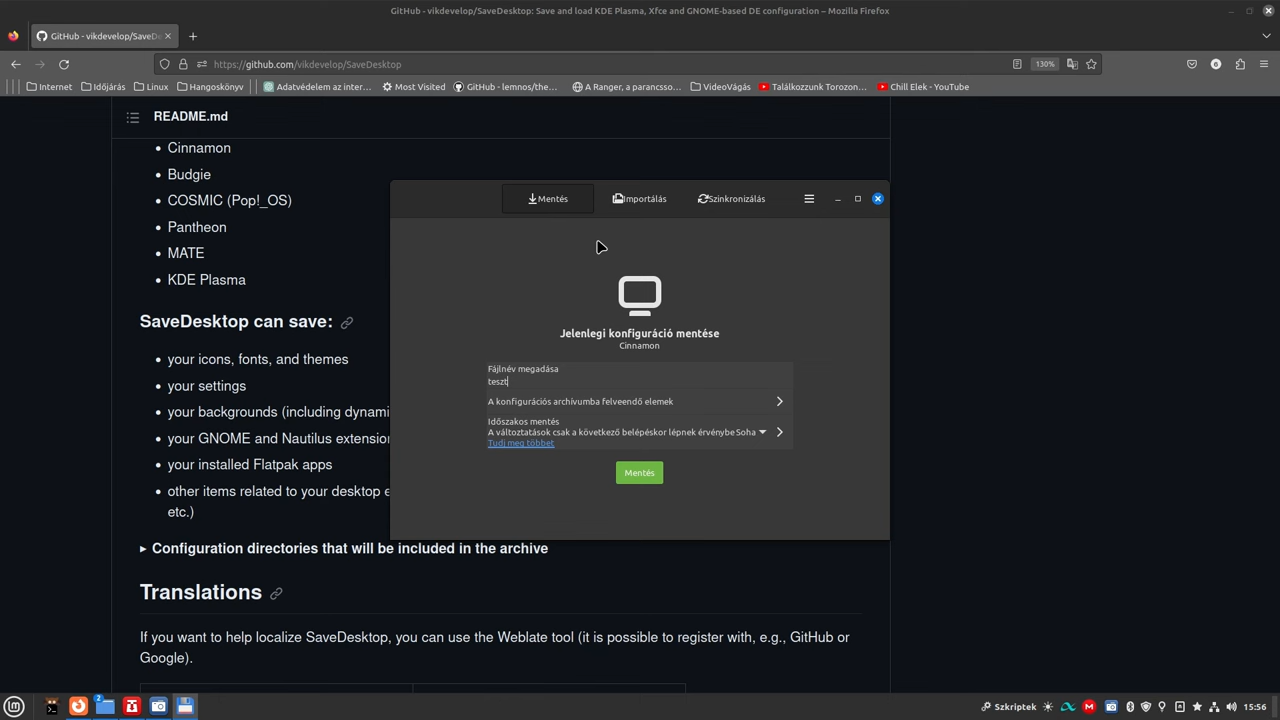 GitHub - vikdevelop/SaveDesktop: Save and load KDE Plasma, Xfce and GNOME-based DE configuration – Mozilla Firefox
GitHub - vikdevelop/SaveDe
https://github.com/vikdevelop/SaveDesktop
130%
Internet
Időjárás
Linux
Hangoskönyv
Adatvédelem az inter...
Most Visited
GitHub - lemnos/the...
A Ranger, a parancsso...
VideoVágás
Találkozzunk Torozon...
Chill Elek - YouTube
README.md
Cinnamon
Budgie
COSMIC (Pop!_OS)
Pantheon
MATE
KDE Plasma
SaveDesktop can save:
your icons, fonts, and themes
your settings
your backgrounds (including dynami
your GNOME and Nautilus extension
your installed Flatpak apps
other items related to your desktop e
etc.)
Configuration directories that will be included in the archive
Translations
If you want to help localize SaveDesktop, you can use the Weblate tool (it is possible to register with, e.g., GitHub or
Google).
Mentés
Importálás
Szinkronizálás
Jelenlegi konfiguráció mentése
Cinnamon
Fájlnév megadása
teszt
A konfigurációs archívumba felveendő elemek
Időszakos mentés
A változtatások csak a következő belépéskor lépnek érvénybe Soha
Tudj meg többet
Mentés
2
Szkriptek
15:56